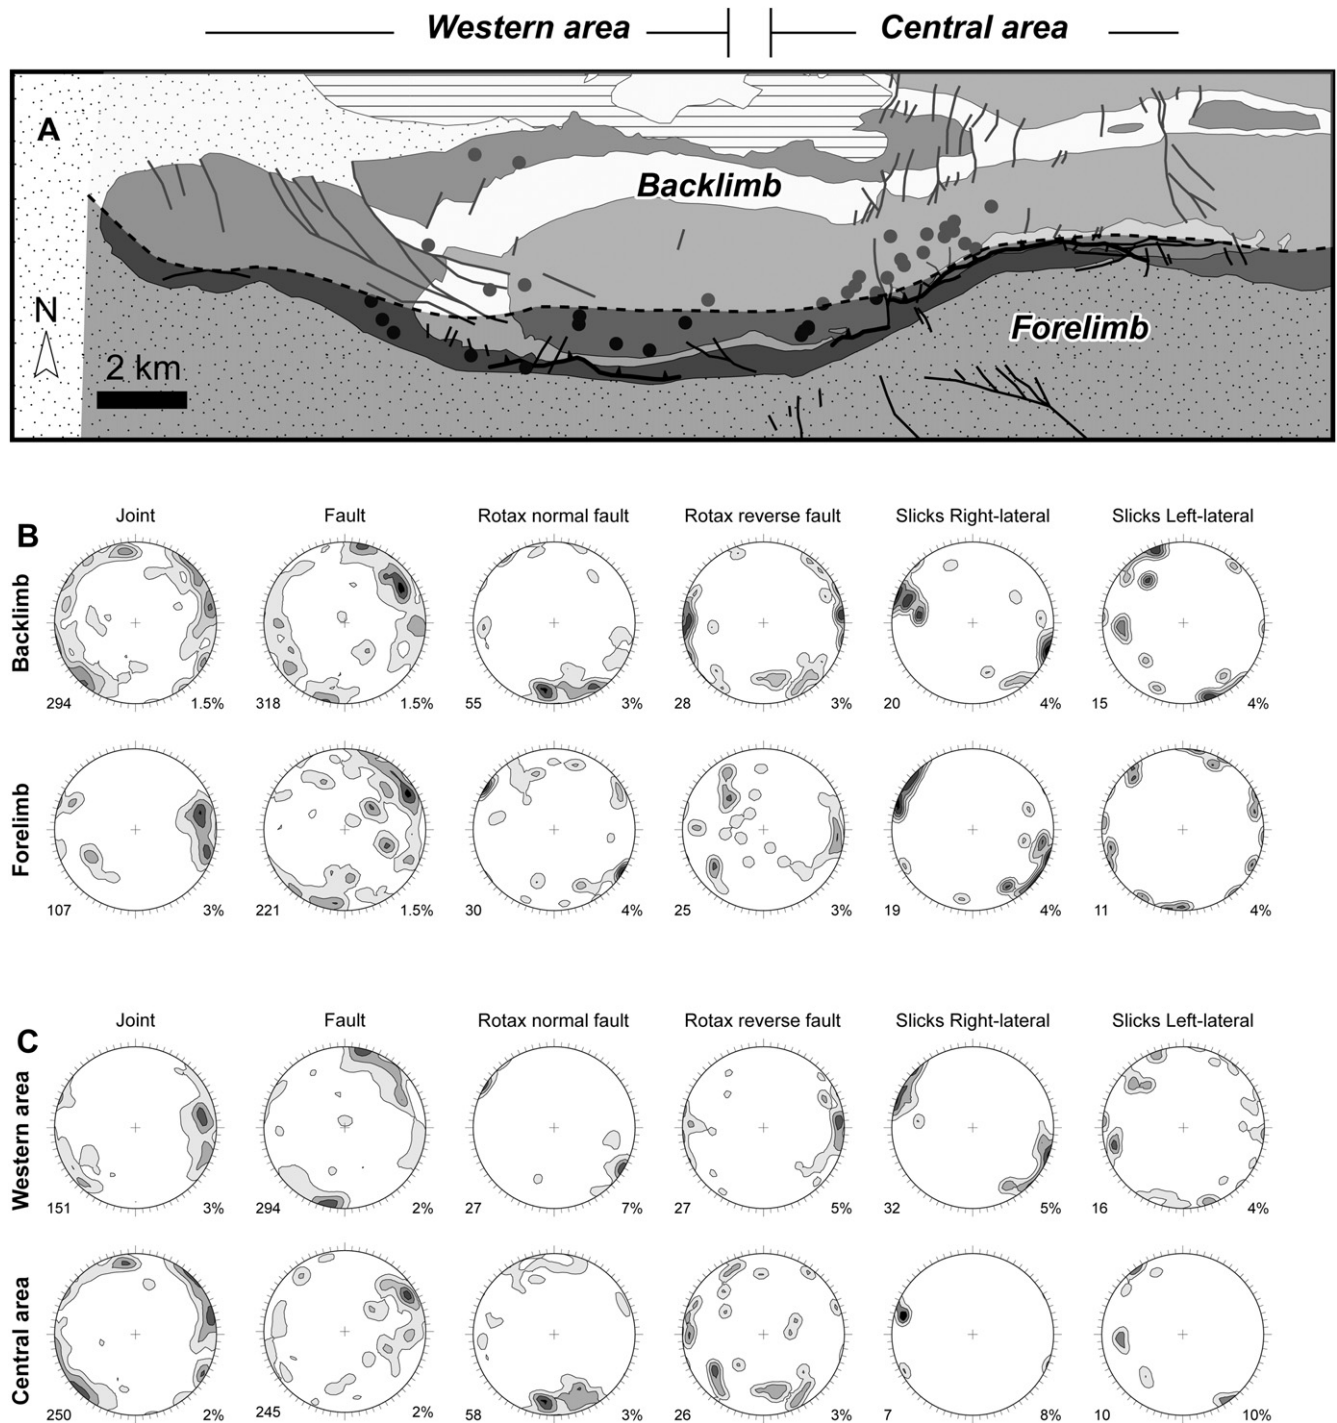 Western area Central area
A
Backlimb
N
Forelimb
2 km
B
Joint Fault Rotax normal fault Rotax reverse fault Slicks Right-lateral Slicks Left-lateral
Backlimb
294 1.5% 318 1.5% 55 3% 28 3% 20 4% 15 4%
Forelimb
107 3% 221 1.5% 30 4% 25 3% 19 4% 11 4%
C
Joint Fault Rotax normal fault Rotax reverse fault Slicks Right-lateral Slicks Left-lateral
Western area
151 3% 294 2% 27 7% 27 5% 32 5% 16 4%
Central area
250 2% 245 2% 58 3% 26 3% 7 8% 10 10%